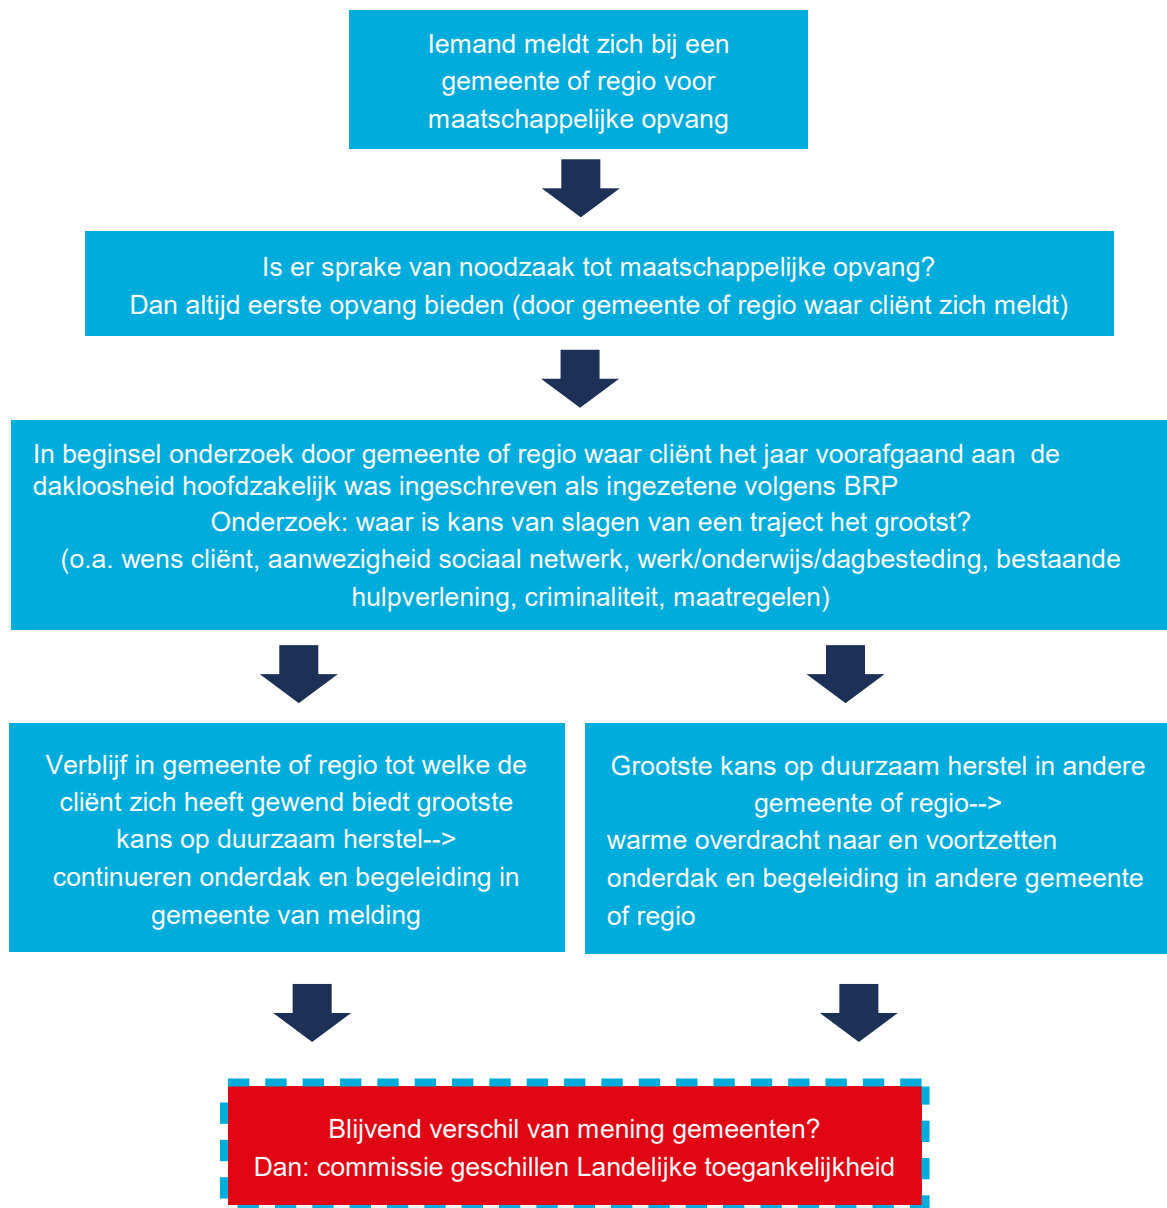 Iemand meldt zich bij een
gemeente of regio voor
maatschappelijke opvang
Is er sprake van noodzaak tot maatschappelijke opvang?
Dan altijd eerste opvang bieden (door gemeente of regio waar cliënt zich meldt)
In beginsel onderzoek door gemeente of regio waar cliënt het jaar voorafgaand aan de
dakloosheid hoofdzakelijk was ingeschreven als ingezetene volgens BRP
Onderzoek: waar is kans van slagen van een traject het grootst?
(o.a. wens cliënt, aanwezigheid sociaal netwerk, werk/onderwijs/dagbesteding, bestaande
hulpverlening, criminaliteit, maatregelen)
Verblijf in gemeente of regio tot welke de
cliënt zich heeft gewend biedt grootste
kans op duurzaam herstel-->
continueren onderdak en begeleiding in
gemeente van melding
Grootste kans op duurzaam herstel in andere
gemeente of regio-->
warme overdracht naar en voortzetten
onderdak en begeleiding in andere gemeente
of regio
Blijvend verschil van mening gemeenten?
Dan: commissie geschillen Landelijke toegankelijkheid